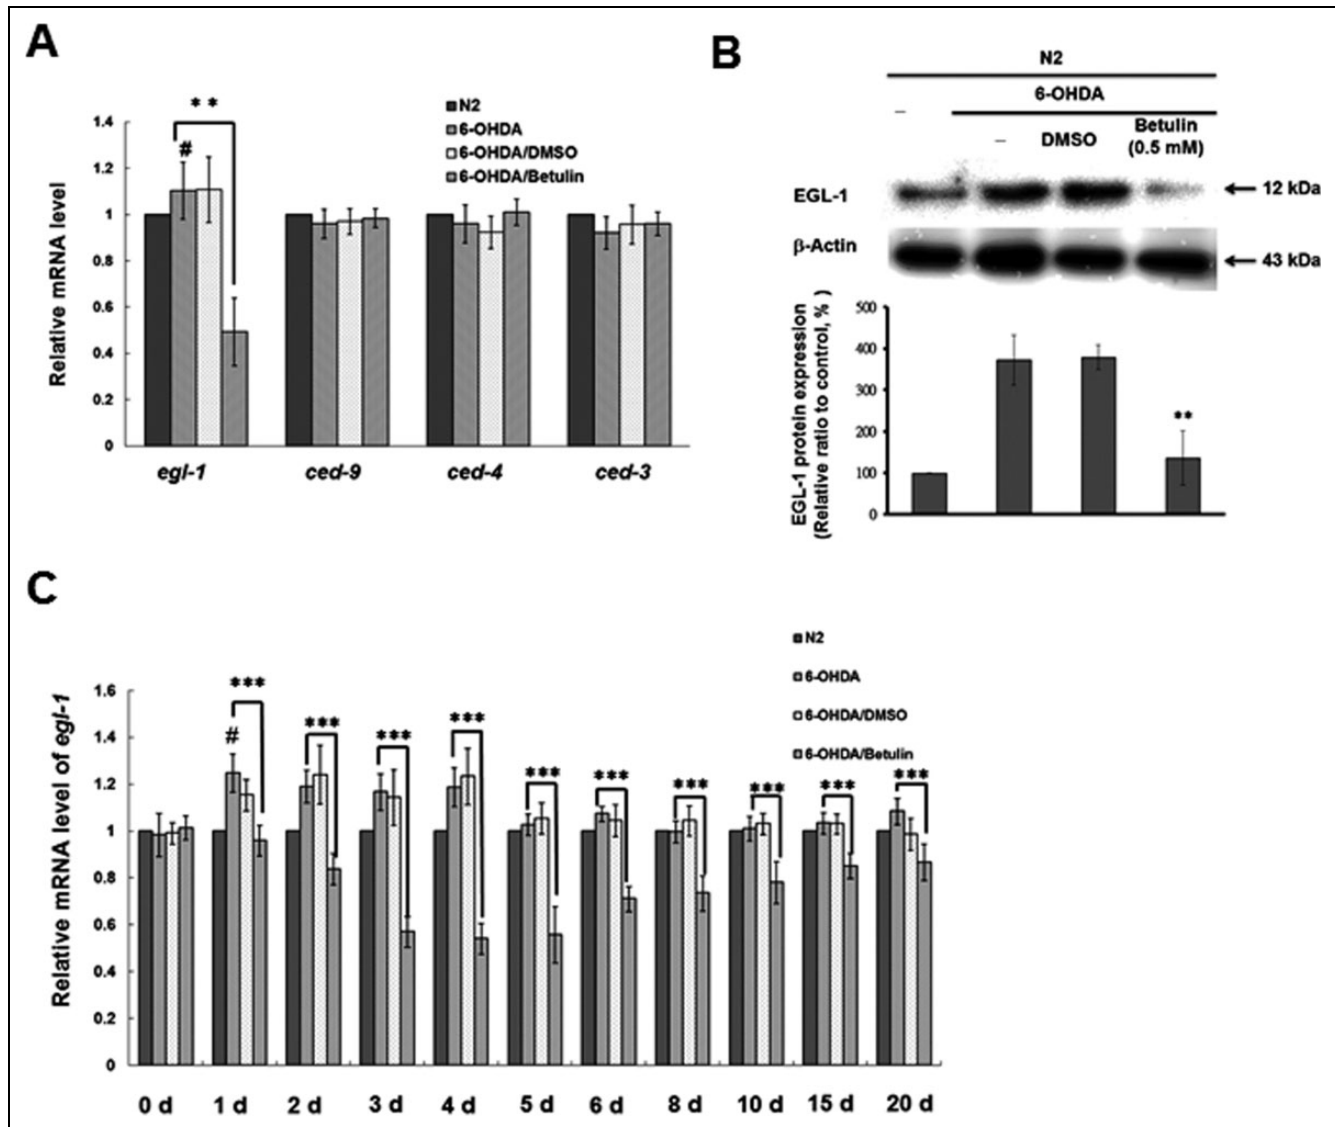 A
* *
#
N2
6-OHDA
6-OHDA/DMSO
6-OHDA/Betulin
1.4
1.2
1
0.8
0.6
0.4
0.2
0
Relative mRNA level
egl-1 ced-9 ced-4 ced-3
B
N2
6-OHDA
– – DMSO Betulin
(0.5 mM)
EGL-1 12 kDa
β-Actin 43 kDa
EGL-1 protein expression
(Relative ratio to control, % )
500
400
300
200
100
0
**
C
N2
6-OHDA
6-OHDA/DMSO
6-OHDA/Betulin
Relative mRNA level of egl-1
1.6
1.4
1.2
1
0.8
0.6
0.4
0.2
0
#
*** *** *** *** *** *** *** *** *** ***
0 d 1 d 2 d 3 d 4 d 5 d 6 d 8 d 10 d 15 d 20 d